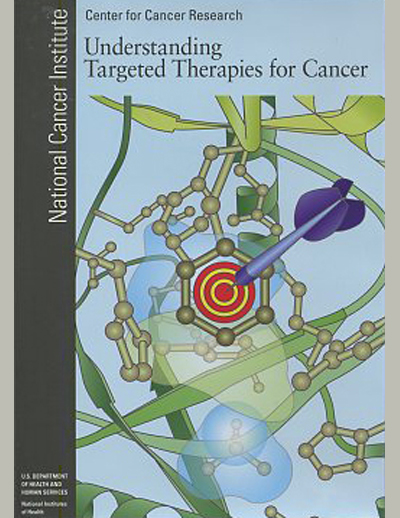 National Cancer Institute
Center for Cancer Research
Understanding
Targeted Therapies for Cancer
U.S. DEPARTMENT
OF HEALTH AND
HUMAN SERVICES
National Institutes
of Health